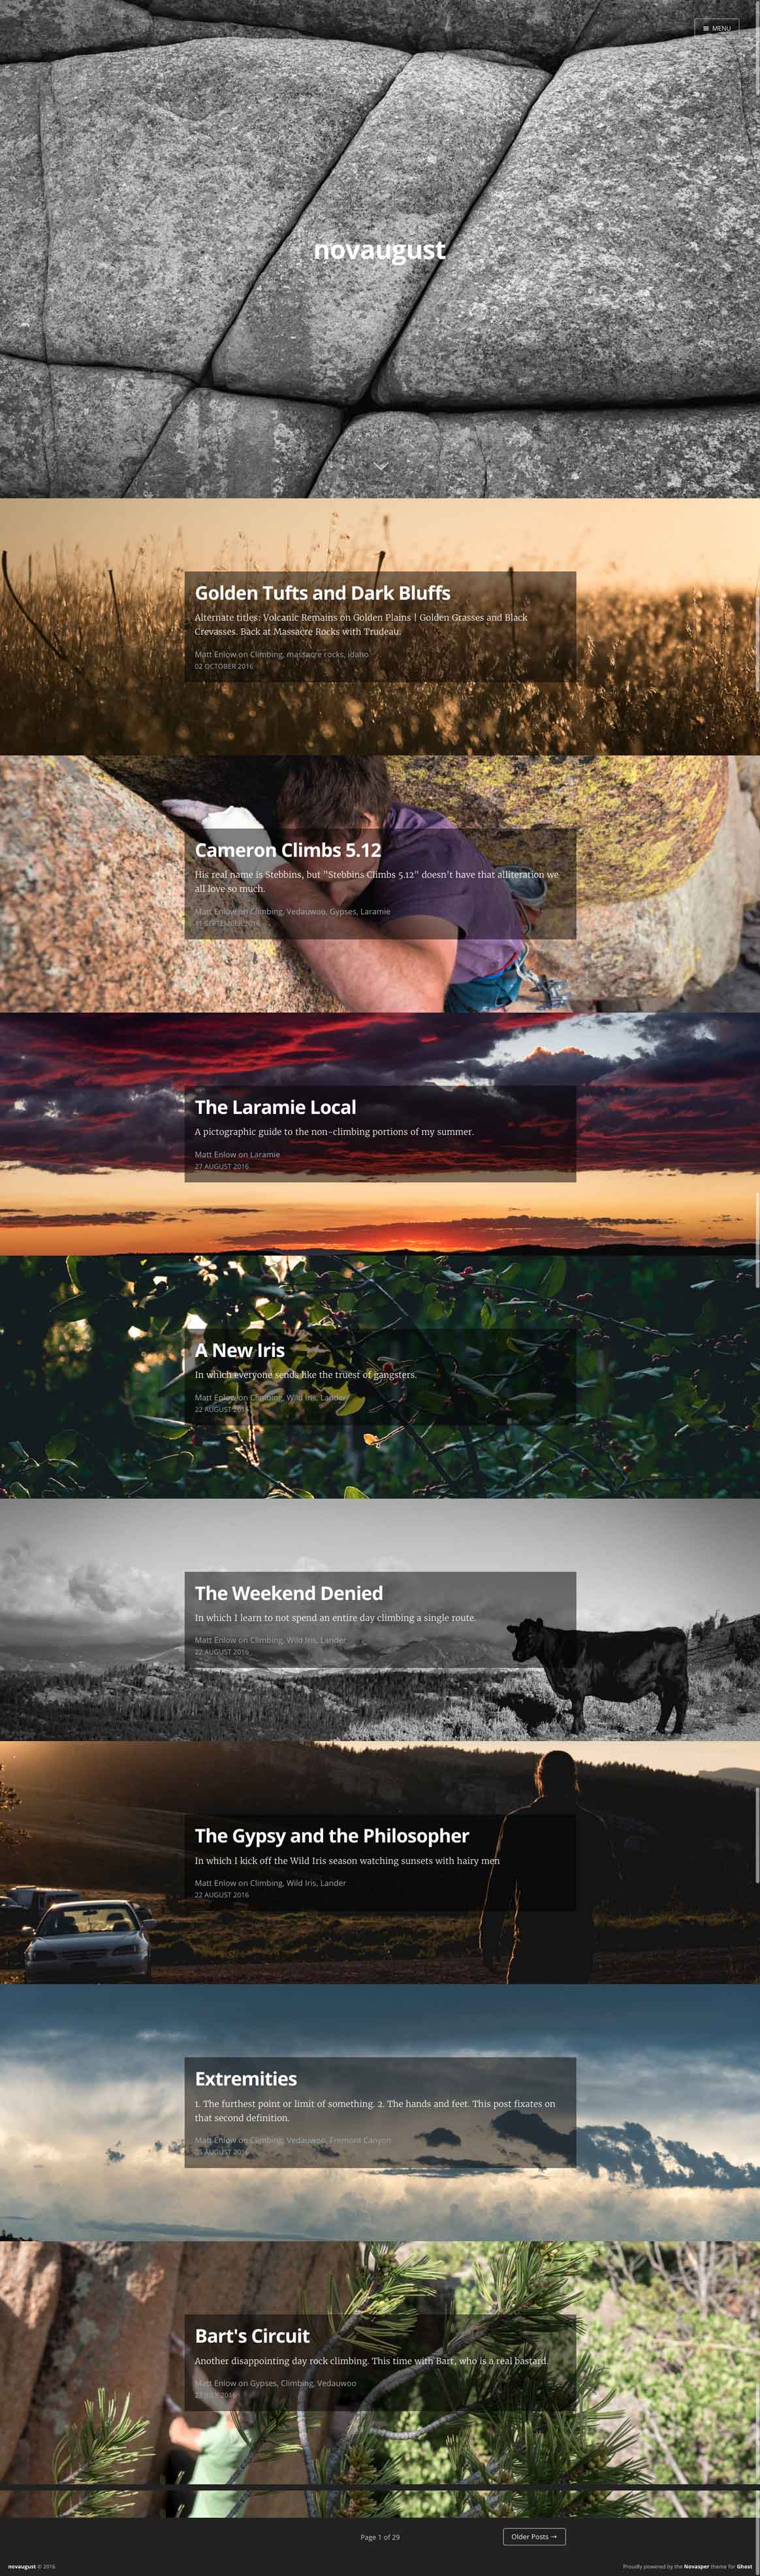 MENU
novaugust
Golden Tufts and Dark Bluffs
Alternate titles: Volcanic Remains on Golden Plains | Golden Grasses and Black
Crevasses. Back at Massacre Rocks with Trudeau.
Matt Enlow on Climbing, massacre rocks, idaho
02 OCTOBER 2016
Cameron Climbs 5.12
His real name is Stebbins, but "Stebbins Climbs 5.12" doesn't have that alliteration we
all love so much.
Matt Enlow on Climbing, Vedauwoo, Gypses, Laramie
SEPTEMBER 2016
The Laramie Local
A pictographic guide to the non-climbing portions of my summer.
Matt Enlow on Laramie
27 AUGUST 2016
A New Iris
In which everyone sends like the truest of gangsters.
Matt Enlow on Climbing, Wild Iris, Lander
22 AUGUST 2016
The Weekend Denied
In which I learn to not spend an entire day climbing a single route.
Matt Enlow on Climbing, Wild Iris, Lander
22 AUGUST 2016
The Gypsy and the Philosopher
In which I kick off the Wild Iris season watching sunsets with hairy men
Matt Enlow on Climbing, Wild Iris, Lander
22 AUGUST 2016
Extremities
1. The furthest point or limit of something. 2. The hands and feet. This post fixates on
that second definition.
Matt Enlow on Climbing, Vedauwoo, Fremont Canyon
AUGUST 2016
Bart's Circuit
Another disappointing day rock climbing. This time with Bart, who is a real bastard.
Matt Enlow on Gypses, Climbing, Vedauwoo
JULY 2016
Page 1 of 29
Older Posts →
novaugust © 2016
Proudly powered by the Novasper theme for Ghost